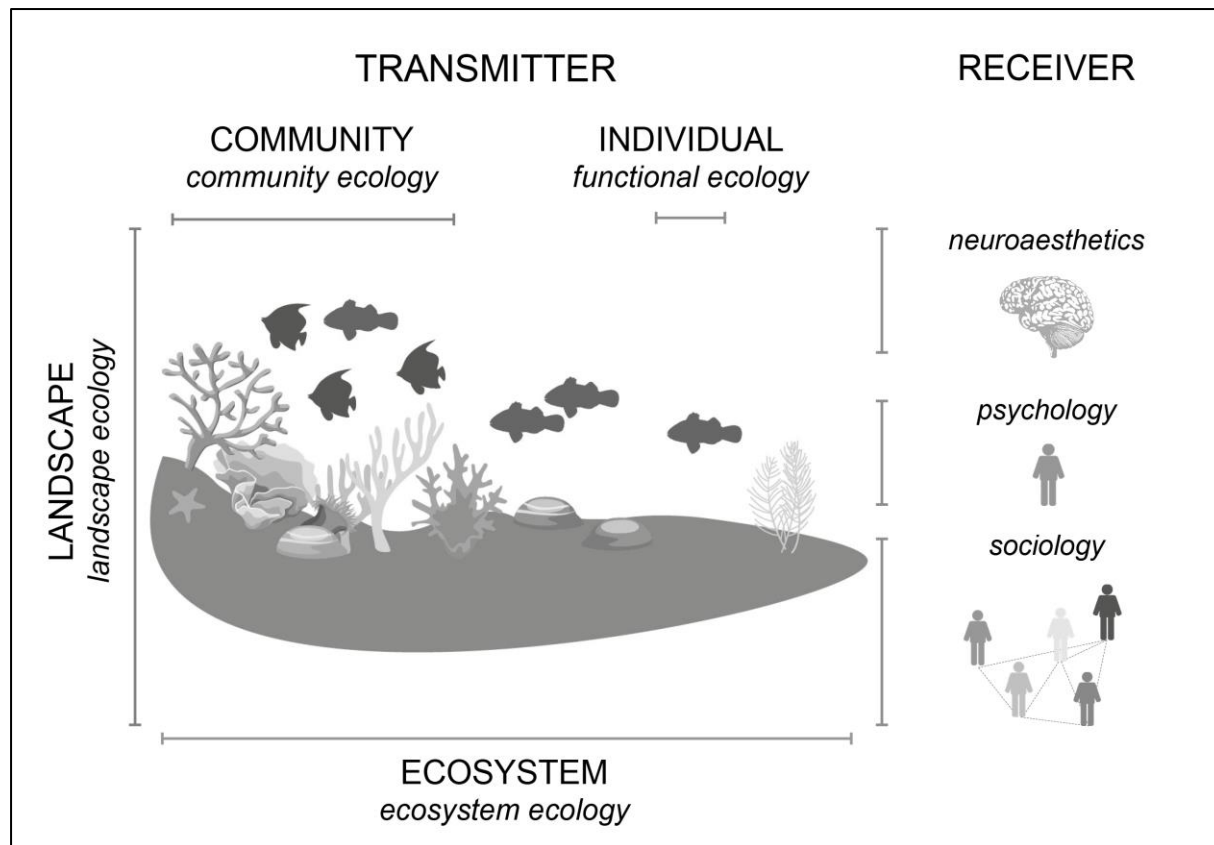 TRANSMITTER
RECEIVER
COMMUNITY
community ecology
INDIVIDUAL
functional ecology
LANDSCAPE
landscape ecology
neuroaesthetics
psychology
sociology
ECOSYSTEM
ecosystem ecology